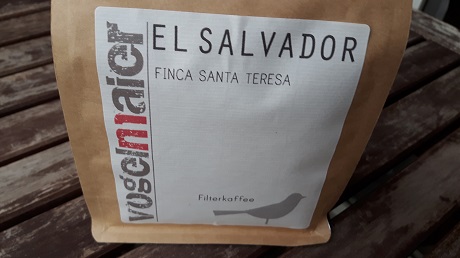 EL SALVADOR
FINCA SANTA TERESA
vogelmaier
Filterkaffee